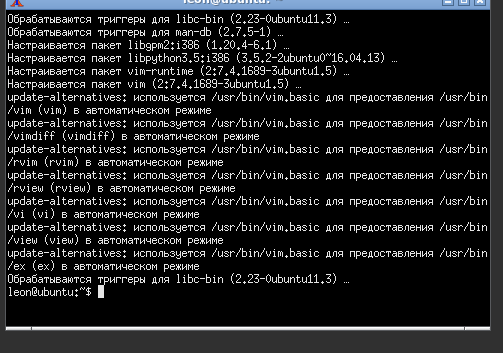 leon@ubuntu: ~
Обрабатываются триггеры для libc-bin (2.23-0ubuntu11.3) …
Обрабатываются триггеры для man-db (2.7.5-1) …
Настраивается пакет libgpm2:i386 (1.20.4-6.1) …
Настраивается пакет libpython3.5:i386 (3.5.2-2ubuntu0~16.04.13) …
Настраивается пакет vim-runtime (2:7.4.1689-3ubuntu1.5) …
Настраивается пакет vim (2:7.4.1689-3ubuntu1.5) …
update-alternatives: используется /usr/bin/vim.basic для предоставления /usr/bin
/vim (vim) в автоматическом режиме
update-alternatives: используется /usr/bin/vim.basic для предоставления /usr/bin
/vimdiff (vimdiff) в автоматическом режиме
update-alternatives: используется /usr/bin/vim.basic для предоставления /usr/bin
/rvim (rvim) в автоматическом режиме
update-alternatives: используется /usr/bin/vim.basic для предоставления /usr/bin
/rview (rview) в автоматическом режиме
update-alternatives: используется /usr/bin/vim.basic для предоставления /usr/bin
/vi (vi) в автоматическом режиме
update-alternatives: используется /usr/bin/vim.basic для предоставления /usr/bin
/view (view) в автоматическом режиме
update-alternatives: используется /usr/bin/vim.basic для предоставления /usr/bin
/ex (ex) в автоматическом режиме
Обрабатываются триггеры для libc-bin (2.23-0ubuntu11.3) …
leon@ubuntu:~$